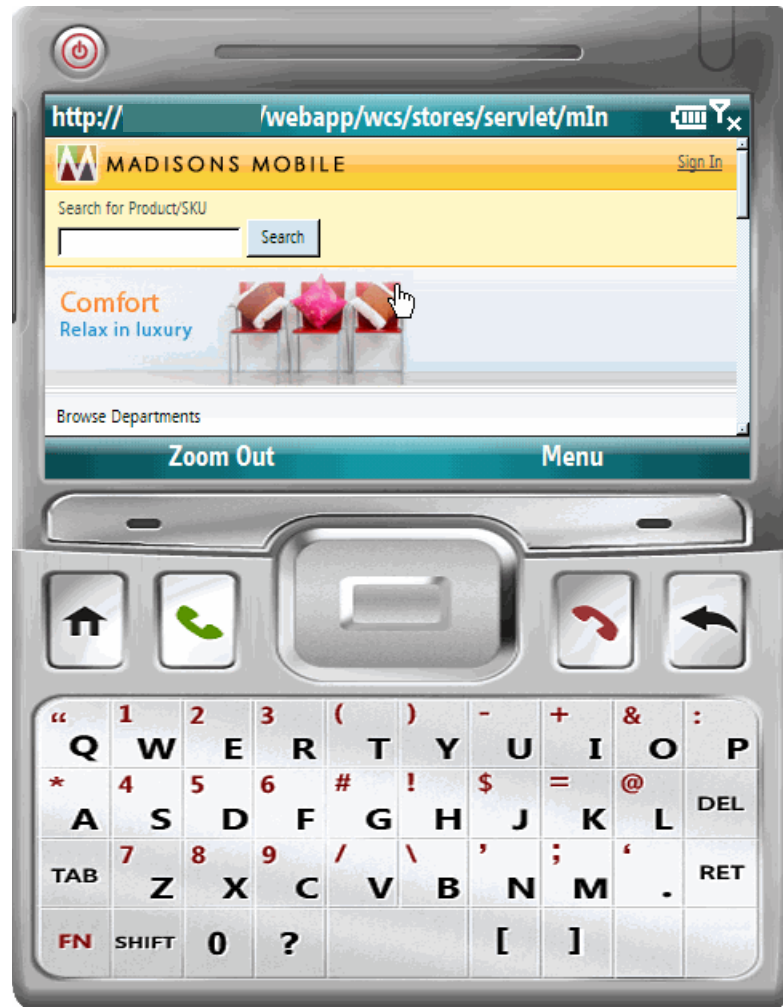 http:// /webapp/wcs/stores/servlet/mIn
MADISONS MOBILE Sign In
Search for Product/SKU
Search
Comfort
Relax in luxury
Browse Departments
Zoom Out Menu
“ 1 2 3 ( ) - + & :
Q W E R T Y U I O P
* 4 5 6 # ! $ = @
A S D F G H J K L DEL
7 8 9 / \ ’ ; ‘
TAB Z X C V B N M . RET
FN SHIFT 0 ? [ ]